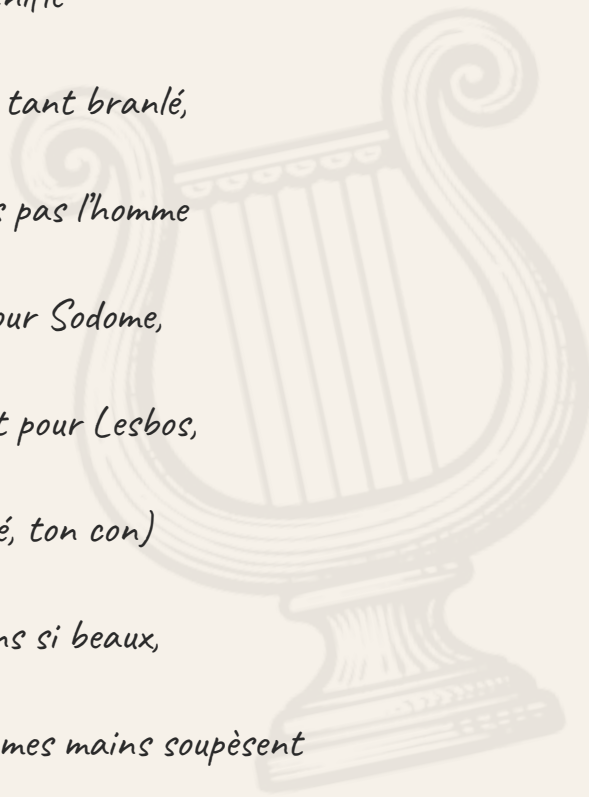 tant branlé,
pas l’homme
Sodome,
pour Lesbos,
ton con)
si beaux,
mes mains soupèsent